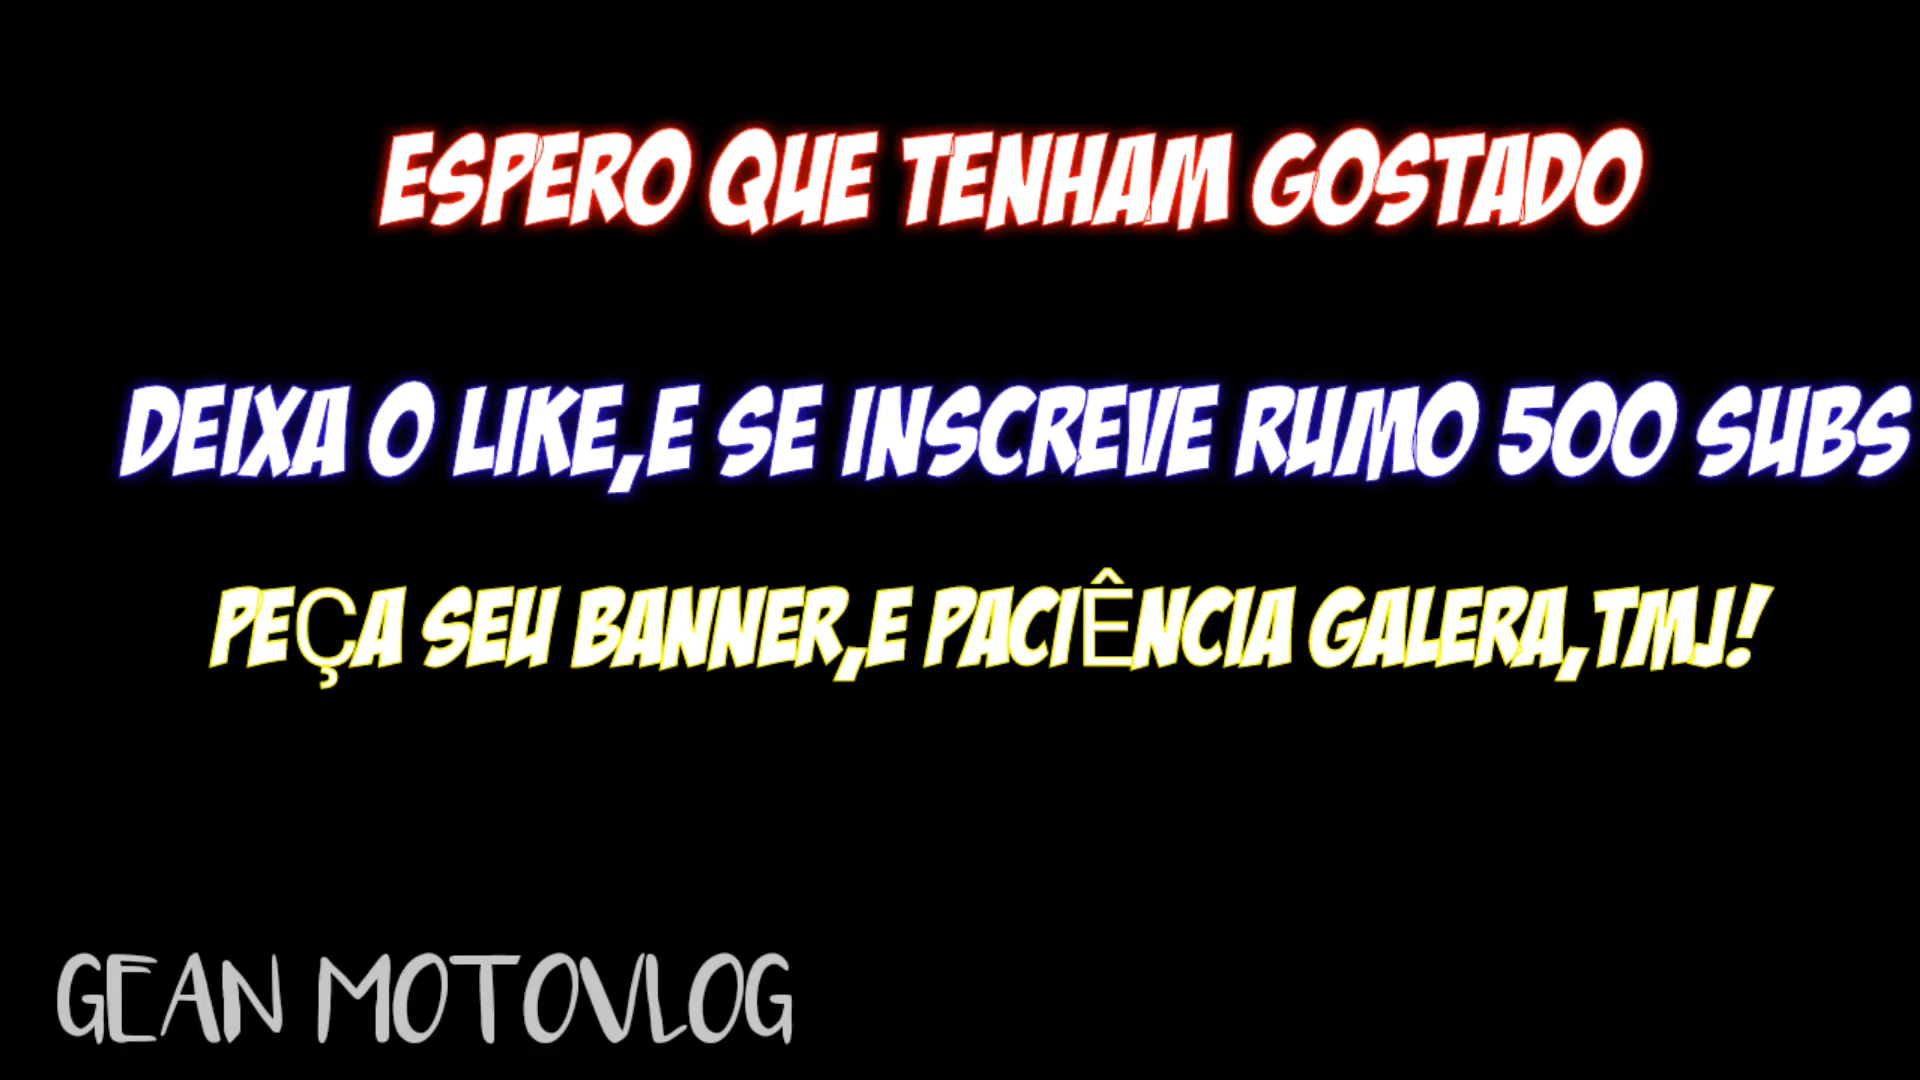 ESPERO QUE TENHAM GOSTADO
DEIXA O LIKE,E SE INSCREVE RUMO 500 SUBS
PEÇA SEU BANNER,E PACIÊNCIA GALERA,TMJ!
GEAN MOTOVLOG